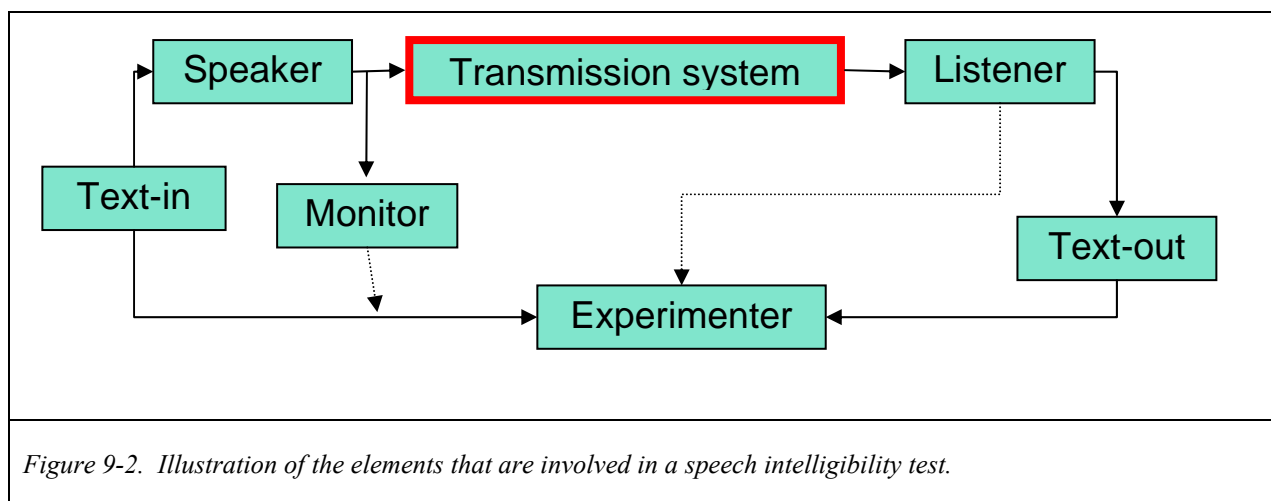 Speaker
Transmission system
Listener
Text-in
Monitor
Text-out
Experimenter
Figure 9-2. Illustration of the elements that are involved in a speech intelligibility test.